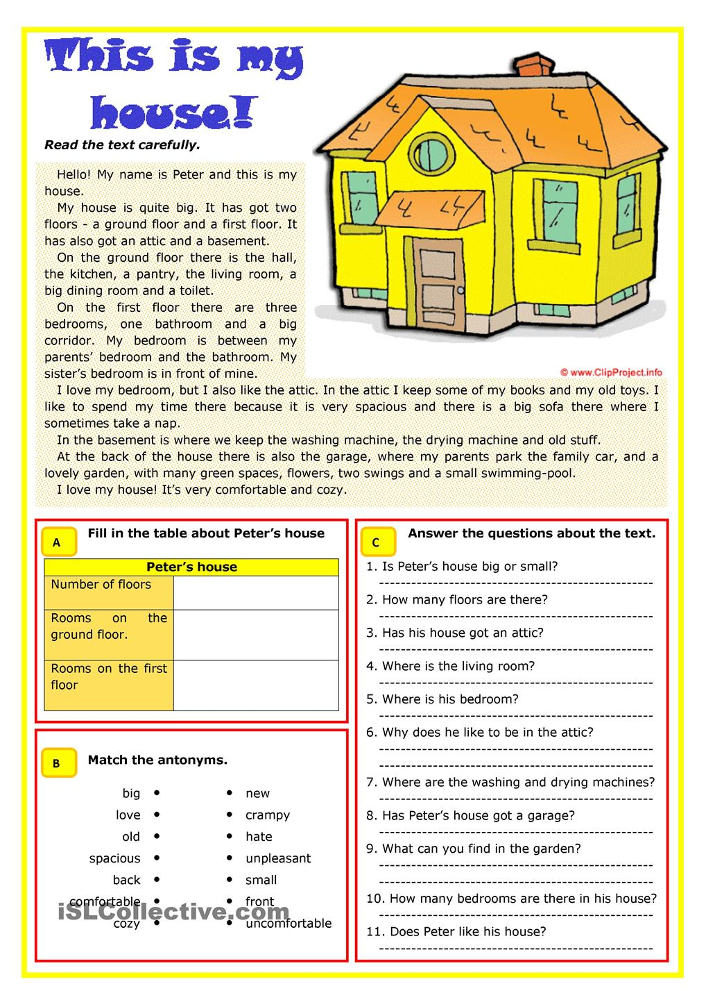 This is my
house!
Read the text carefully.
Hello! My name is Peter and this is my
house.
My house is quite big. It has got two
floors - a ground floor and a first floor. It
has also got an attic and a basement.
On the ground floor there is the hall,
the kitchen, a pantry, the living room, a
big dining room and a toilet.
On the first floor there are three
bedrooms, one bathroom and a big
corridor. My bedroom is between my
parents’ bedroom and the bathroom. My
sister’s bedroom is in front of mine.
© www.ClipProject.info
I love my bedroom, but I also like the attic. In the attic I keep some of my books and my old toys. I
like to spend my time there because it is very spacious and there is a big sofa there where I
sometimes take a nap.
In the basement is where we keep the washing machine, the drying machine and old stuff.
At the back of the house there is also the garage, where my parents park the family car, and a
lovely garden, with many green spaces, flowers, two swings and a small swimming-pool.
I love my house! It’s very comfortable and cozy.
A
Fill in the table about Peter’s house
Peter’s house
Number of floors
Rooms on the
ground floor.
Rooms on the first
floor
B
Match the antonyms.
big • • new
love • • crampy
old • • hate
spacious • • unpleasant
back • • small
comfortable • • front
iSLCollective.com
cozy • • uncomfortable
C
Answer the questions about the text.
1. Is Peter’s house big or small?
2. How many floors are there?
3. Has his house got an attic?
4. Where is the living room?
5. Where is his bedroom?
6. Why does he like to be in the attic?
7. Where are the washing and drying machines?
8. Has Peter’s house got a garage?
9. What can you find in the garden?
10. How many bedrooms are there in his house?
11. Does Peter like his house?